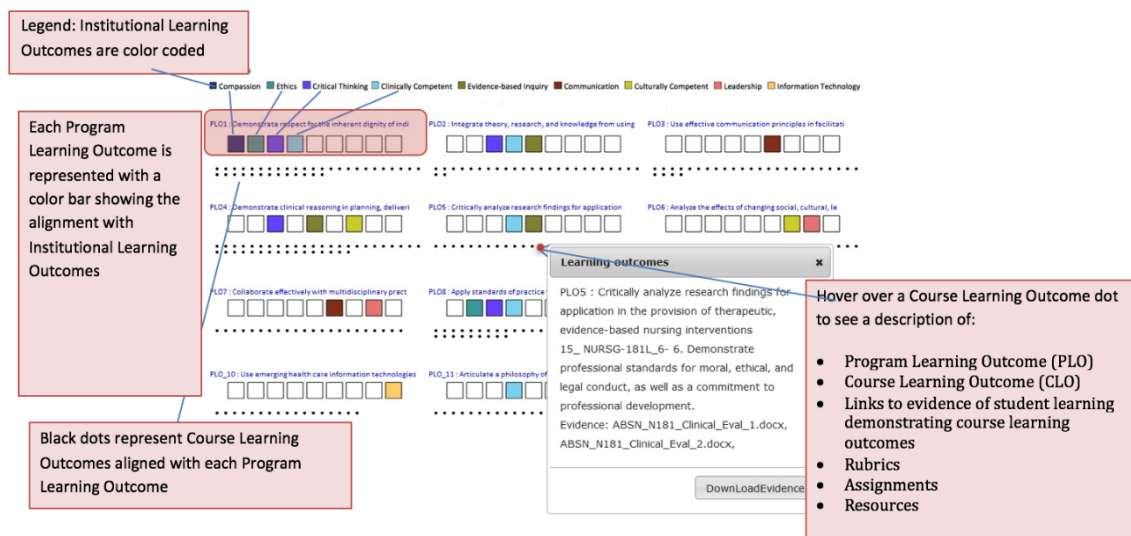 Legend: Institutional Learning
Outcomes are color coded
Compassion Ethics Critical Thinking Clinically Competent Evidence-based Inquiry Communication Culturally Competent Leadership Information Technology
Each Program
Learning Outcome is
represented with a
color bar showing the
alignment with
Institutional Learning
Outcomes
PLO1 : Demonstrate respect for the inherent dignity of indi
PLO2 : Integrate theory, research, and knowledge from using
PLO3 : Use effective communication principles in facilitati
PLO4 : Demonstrate clinical reasoning in planning, deliveri
PLO5 : Critically analyze research findings for application
PLO6 : Analyze the effects of changing social, cultural, le
PLO7 : Collaborate effectively with multidisciplinary pract
PLO8 : Apply standards of practice
PLO_10 : Use emerging health care information technologies
PLO_11 : Articulate a philosophy of
Learning outcomes ×
PLO5 : Critically analyze research findings for
application in the provision of therapeutic,
evidence-based nursing interventions
15_ NURSG-181L_6- 6. Demonstrate
professional standards for moral, ethical, and
legal conduct, as well as a commitment to
professional development.
Evidence: ABSN_N181_Clinical_Eval_1.docx,
ABSN_N181_Clinical_Eval_2.docx,
DownLoadEvidence
Hover over a Course Learning Outcome dot
to see a description of:
• Program Learning Outcome (PLO)
• Course Learning Outcome (CLO)
• Links to evidence of student learning
demonstrating course learning
outcomes
• Rubrics
• Assignments
• Resources
Black dots represent Course Learning
Outcomes aligned with each Program
Learning Outcome